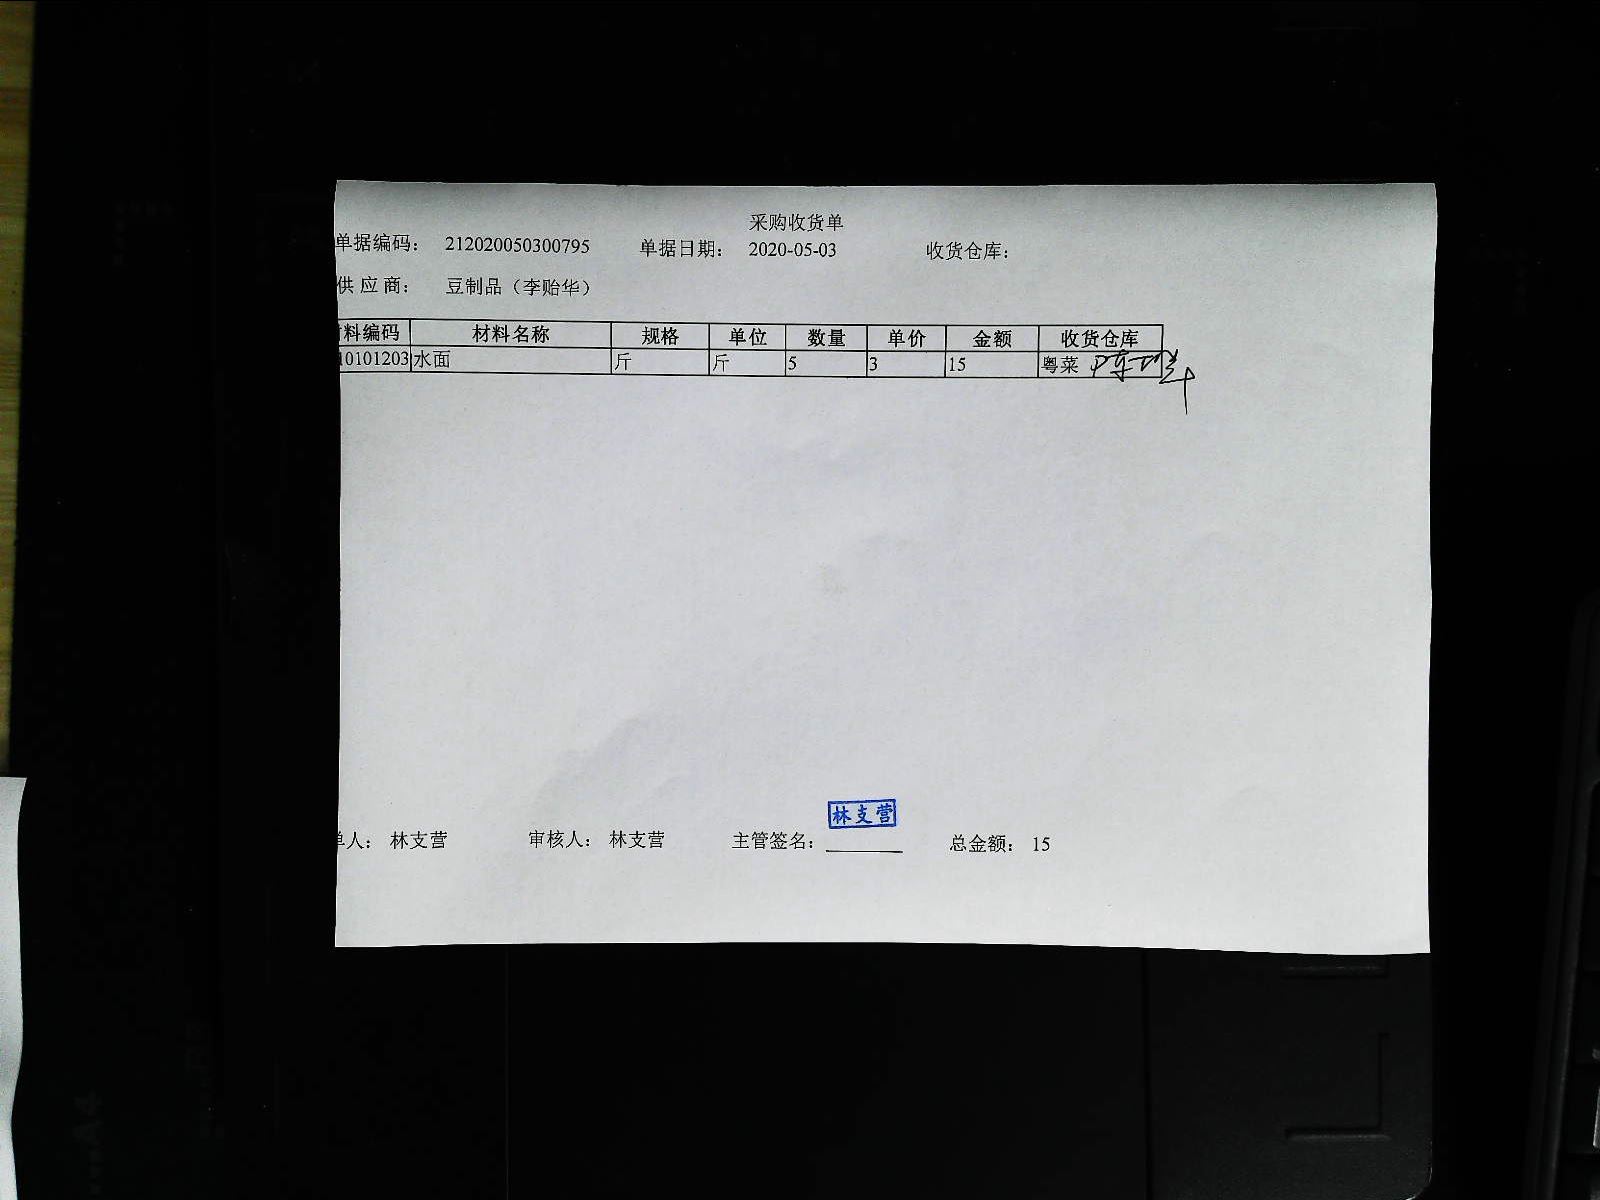 采购收货单
单据编码： 212020050300795 单据日期： 2020-05-03 收货仓库：
供应商： 豆制品（李贻华）
料编码 材料名称 规格 单位 数量 单价 金额 收货仓库
10101203 水面 斤 斤 5 3 15 粤菜
林支营
单人： 林支营 审核人： 林支营 主管签名： 总金额： 15